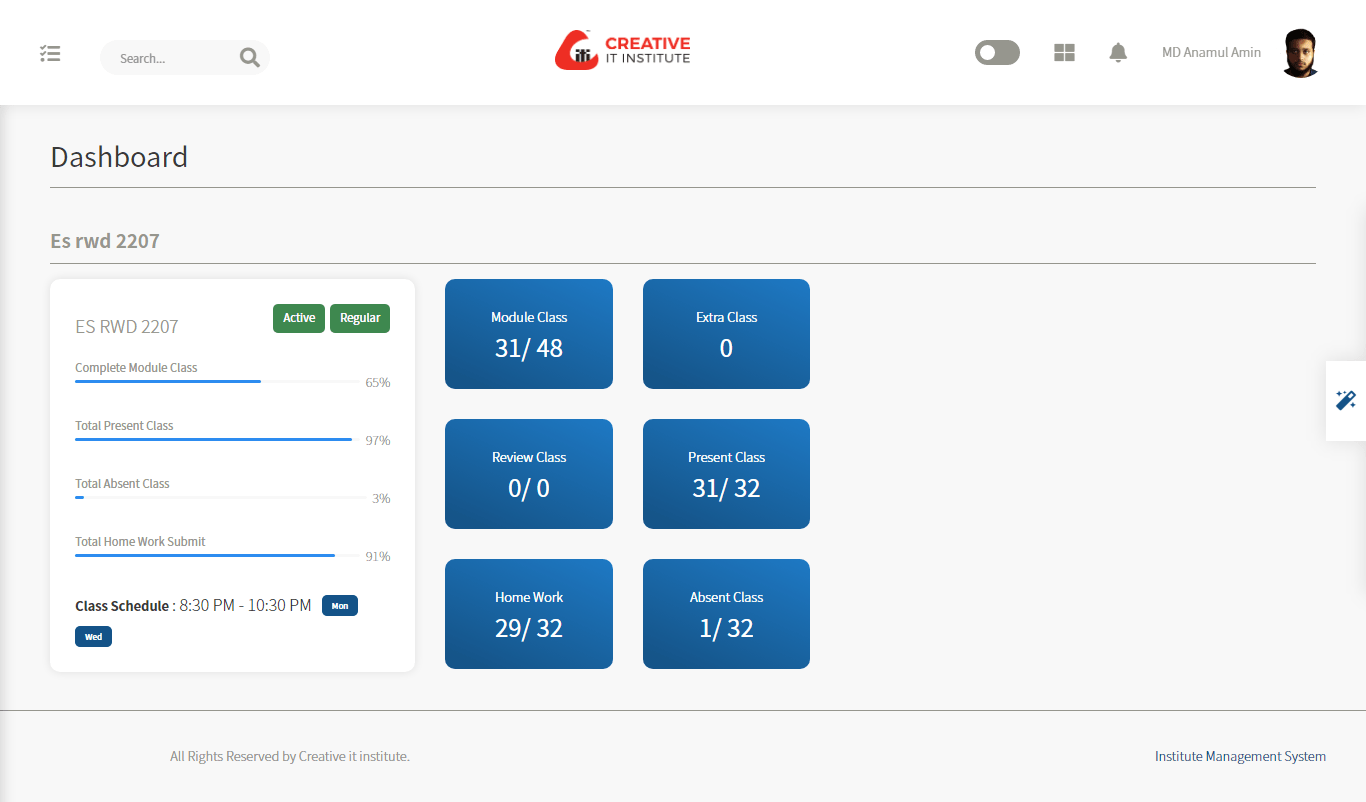 Search...
CREATIVE
IT INSTITUTE
iti
MD Anamul Amin
Dashboard
Es rwd 2207
ES RWD 2207
Active
Regular
Complete Module Class
65%
Total Present Class
97%
Total Absent Class
3%
Total Home Work Submit
91%
Class Schedule : 8:30 PM - 10:30 PM Mon
Wed
Module Class
31/ 48
Extra Class
0
Review Class
0/ 0
Present Class
31/ 32
Home Work
29/ 32
Absent Class
1/ 32
All Rights Reserved by Creative it institute.
Institute Management System